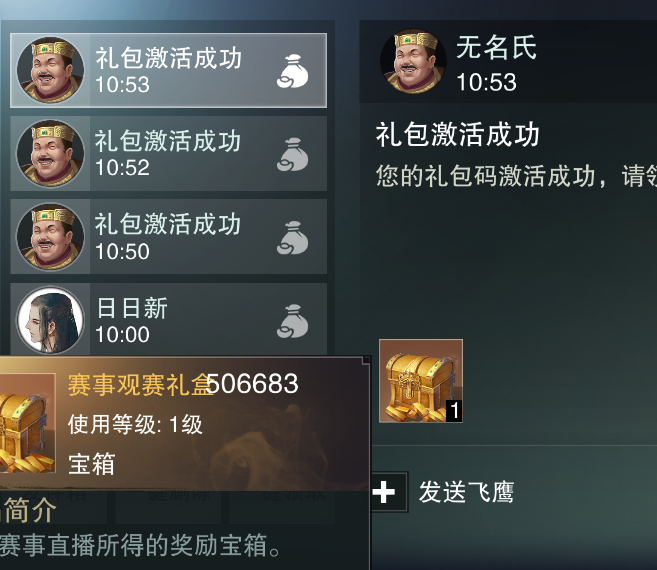 礼包激活成功
10:53
礼包激活成功
10:52
礼包激活成功
10:50
日日新
10:00
无名氏
10:53
礼包激活成功
您的礼包码激活成功，请
1
赛事观赛礼盒506683
使用等级: 1级
宝箱
简介
赛事直播所得的奖励宝箱。
发送飞鹰